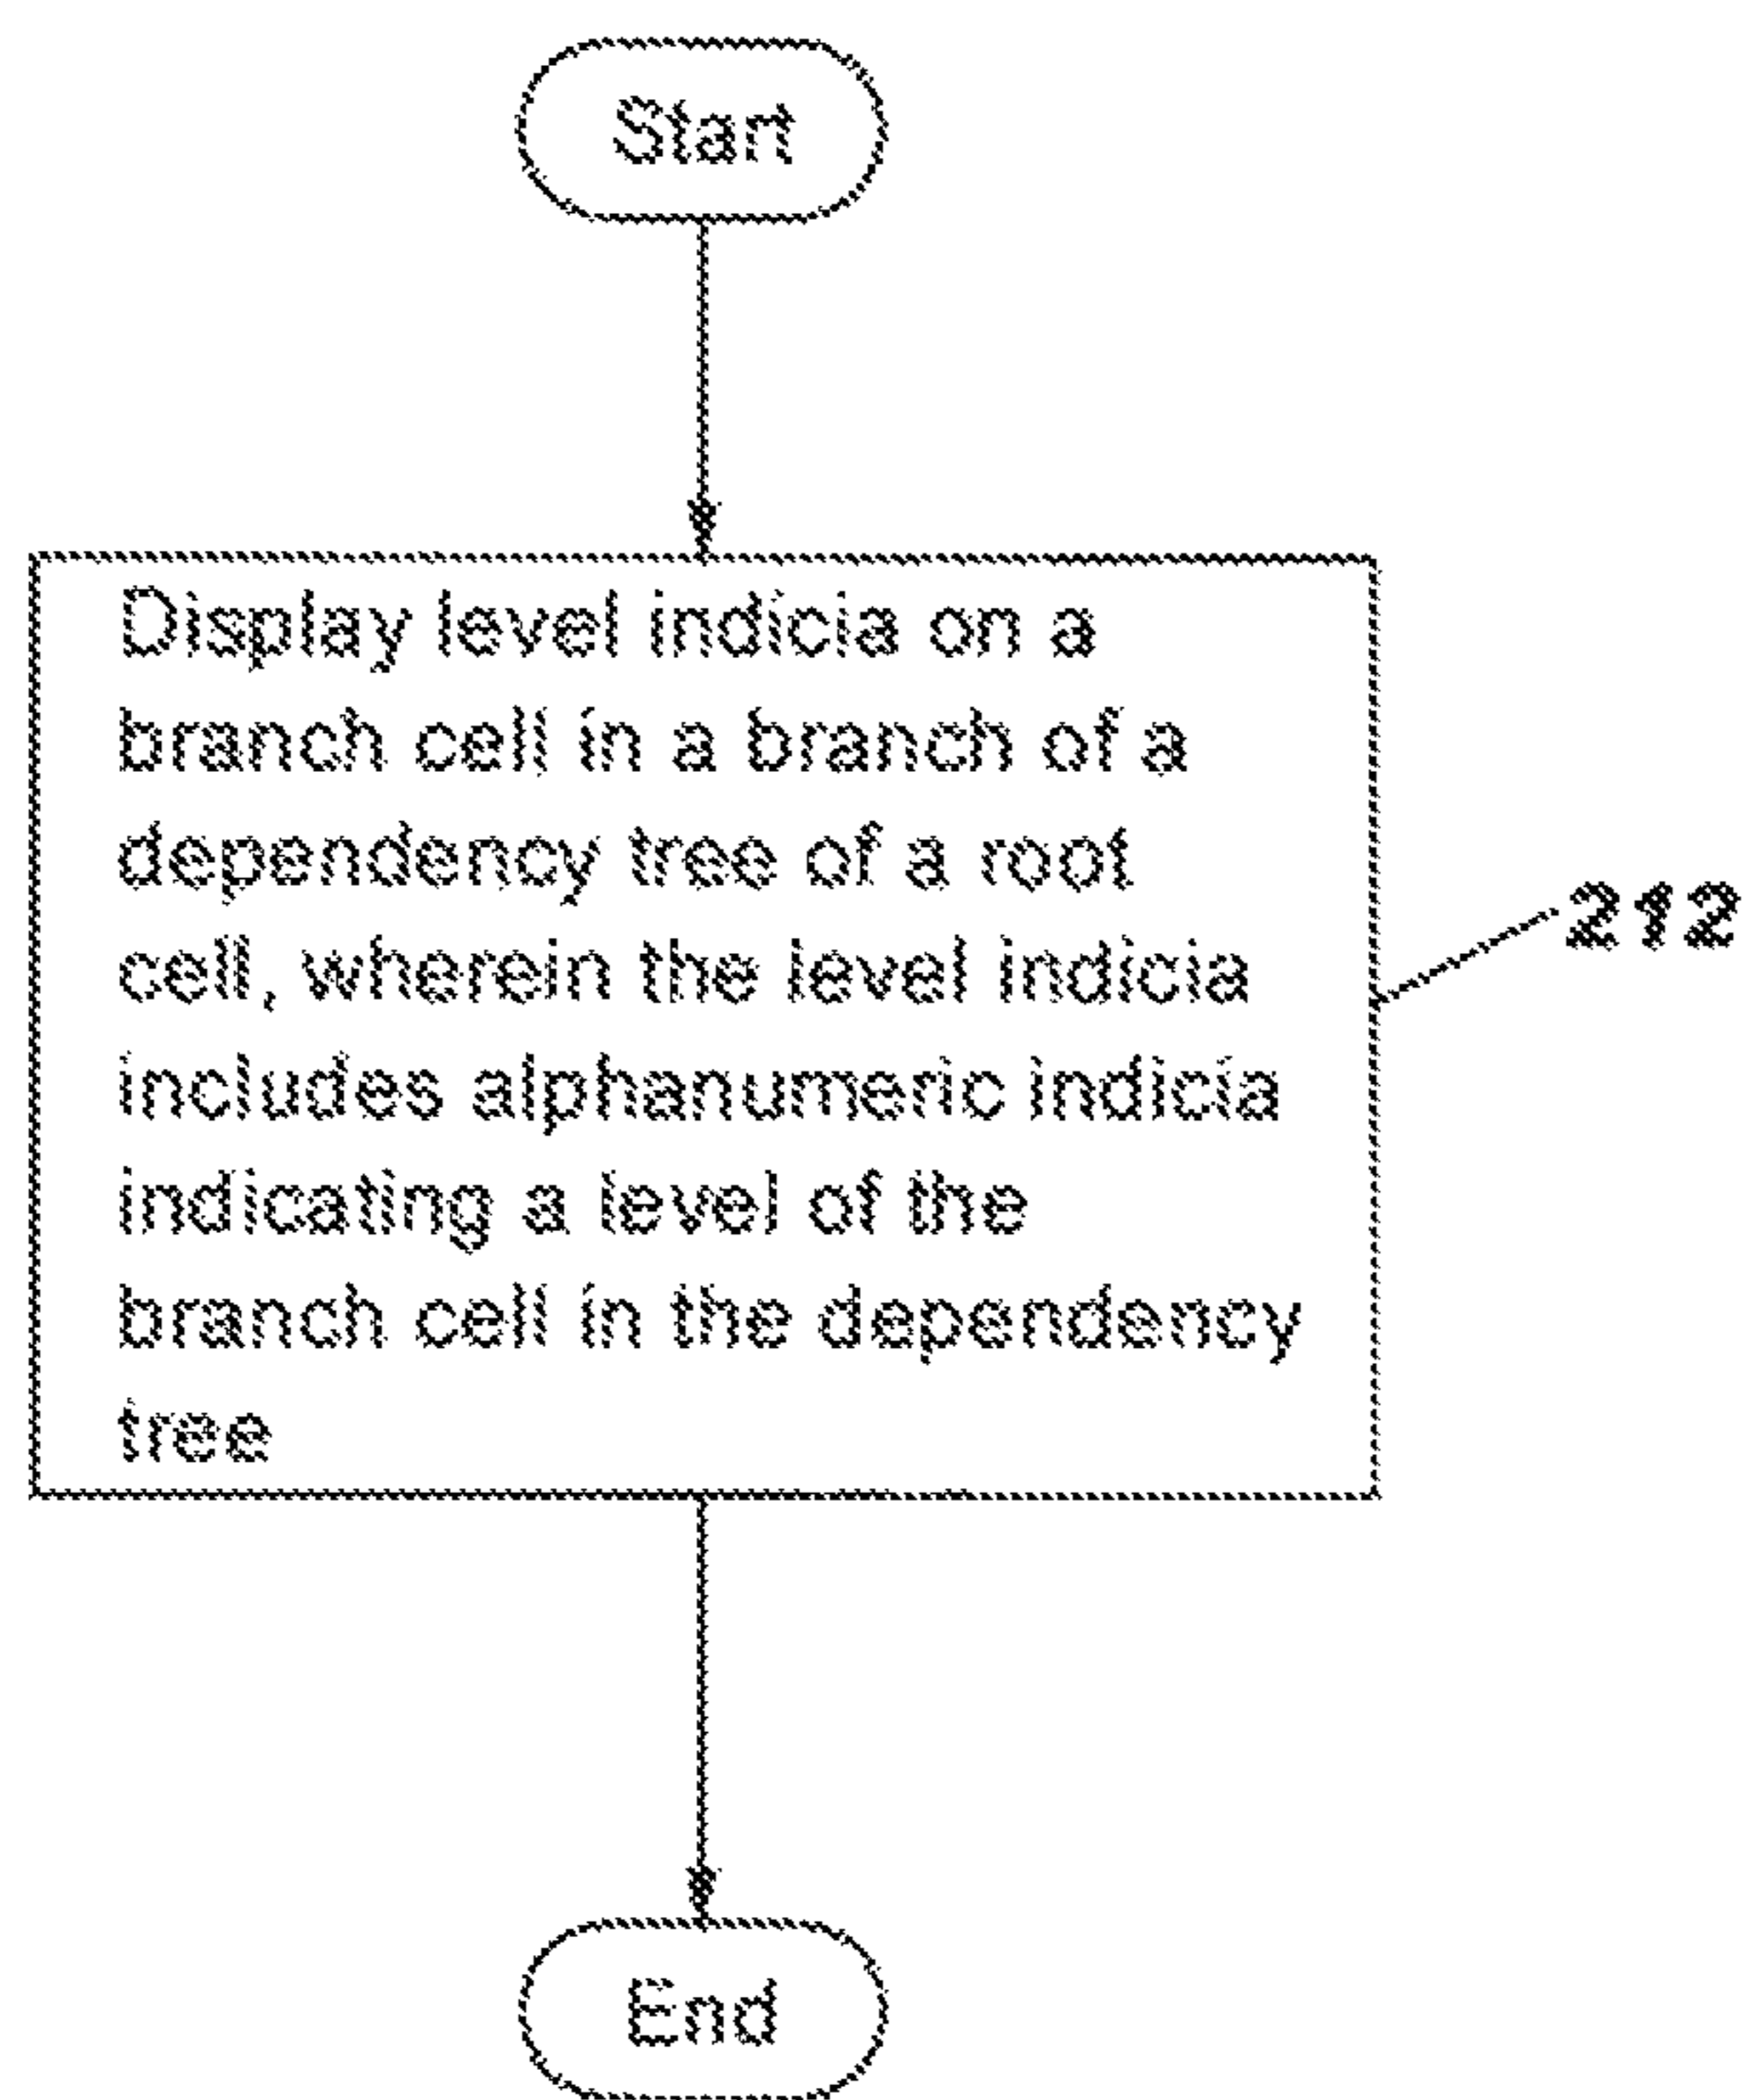 Start
Display level indicia on a
branch cell in a branch of a
dependency tree of a root
cell, wherein the level indicia
includes alphanumeric indicia
indicating a level of the
branch cell in the dependency
tree
212
End